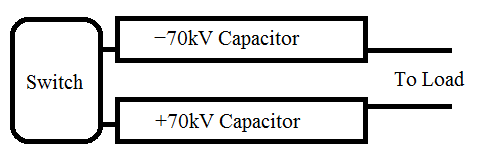 −70kV Capacitor
Switch
To Load
+70kV Capacitor